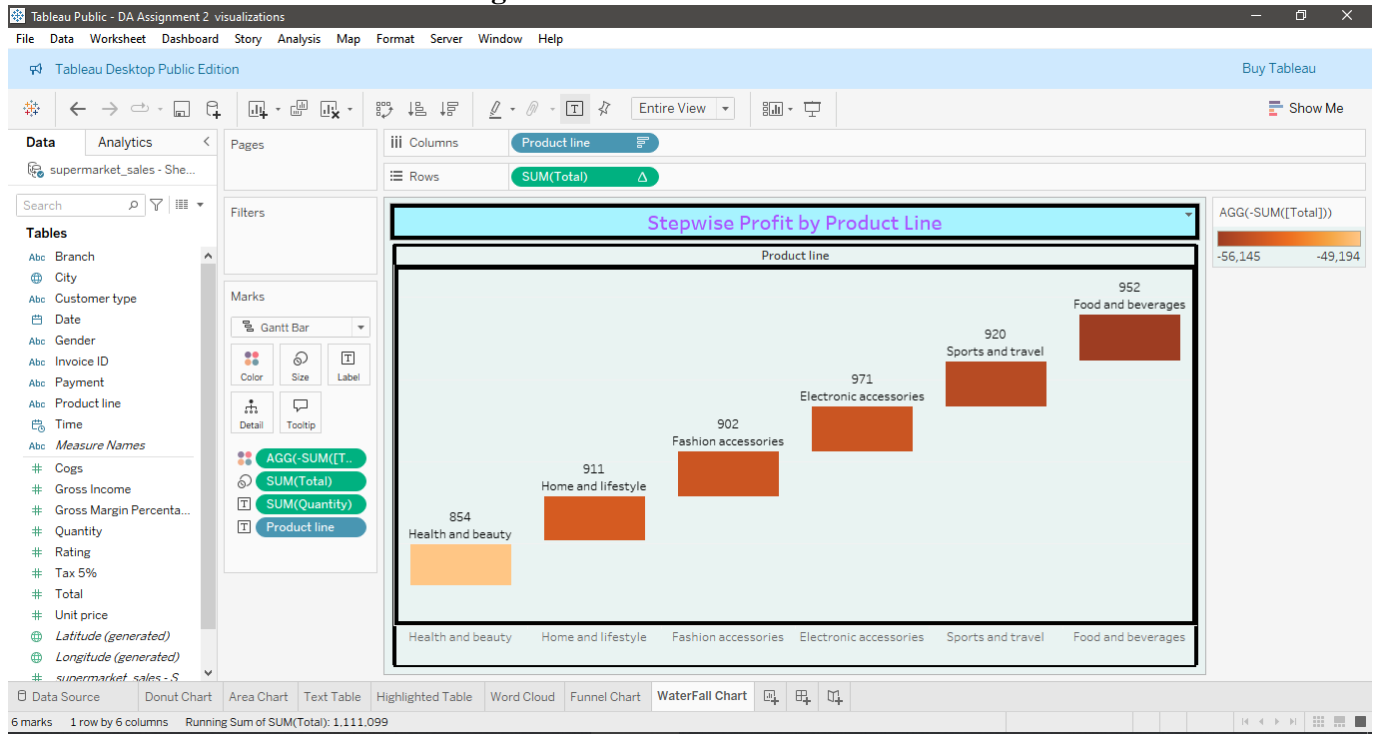 Tableau Public - DA Assignment 2 visualizations
File Data Worksheet Dashboard Story Analysis Map Format Server Window Help
Tableau Desktop Public Edition Buy Tableau
Entire View Show Me
Data Analytics
supermarket_sales - She...
Search
Tables
Abc Branch
City
Abc Customer type
Date
Abc Gender
Abc Invoice ID
Abc Payment
Abc Product line
Time
Abc Measure Names
# Cogs
# Gross Income
# Gross Margin Percenta...
# Quantity
# Rating
# Tax 5%
# Total
# Unit price
Latitude (generated)
Longitude (generated)
Pages
Filters
Marks
Gantt Bar
Color Size Label
Detail Tooltip
AGG(-SUM([T..
SUM(Total)
T SUM(Quantity)
T Product line
Columns Product line
Rows SUM(Total) Δ
Stepwise Profit by Product Line
Product line
952
Food and beverages
920
Sports and travel
971
Electronic accessories
902
Fashion accessories
911
Home and lifestyle
854
Health and beauty
Health and beauty Home and lifestyle Fashion accessories Electronic accessories Sports and travel Food and beverages
AGG(-SUM([Total]))
-56,145 -49,194
Data Source Donut Chart Area Chart Text Table Highlighted Table Word Cloud Funnel Chart WaterFall Chart
6 marks 1 row by 6 columns Running Sum of SUM(Total): 1,111,099